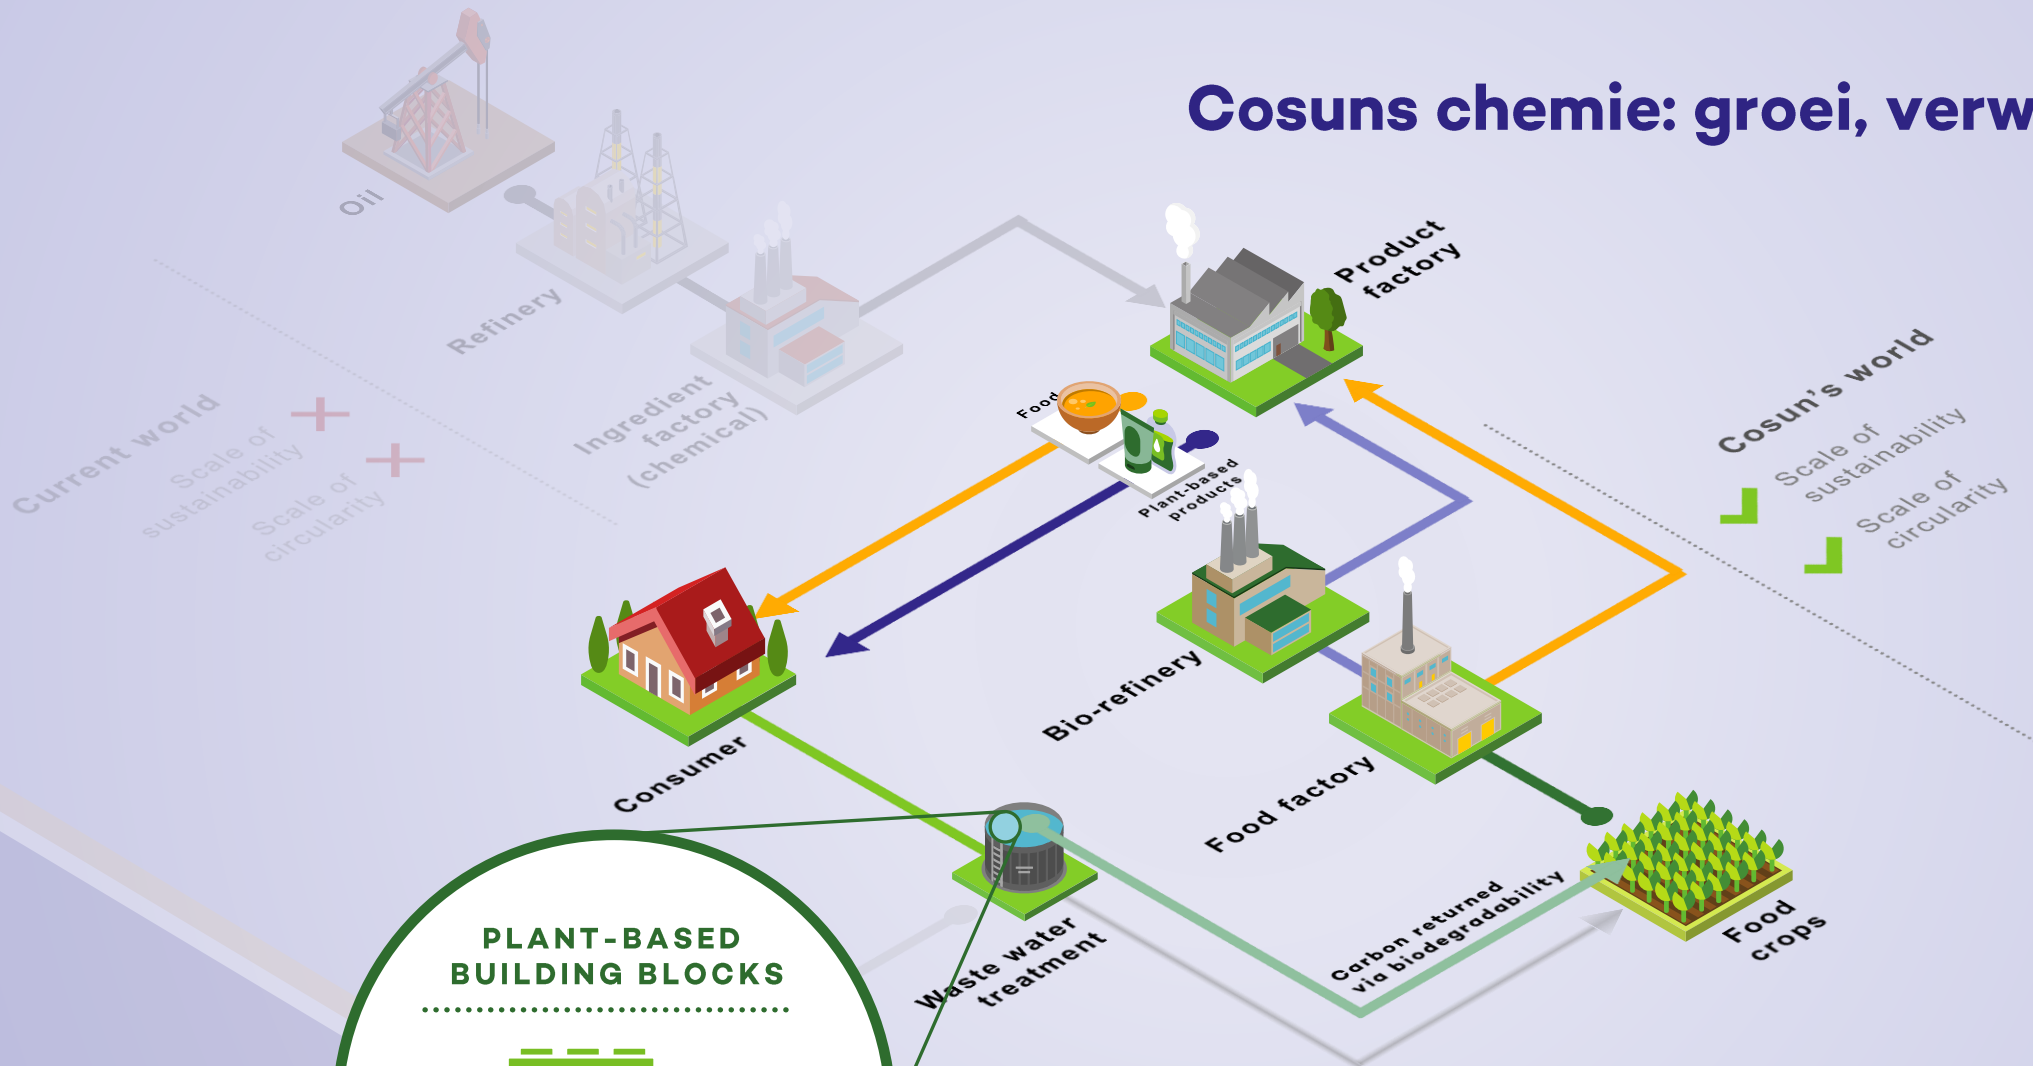 Cosuns chemie: groei, verw
Oil
Refinery
Ingredient
factory
(chemical)
Current world
Scale of
sustainability
Scale of
circularity
Product
factory
Cosun's world
Scale of
sustainability
Scale of
circularity
Food
Plant-based
products
Bio-refinery
Food factory
Consumer
Waste water
treatment
Carbon returned
via biodegradability
Food
crops
PLANT-BASED
BUILDING BLOCKS